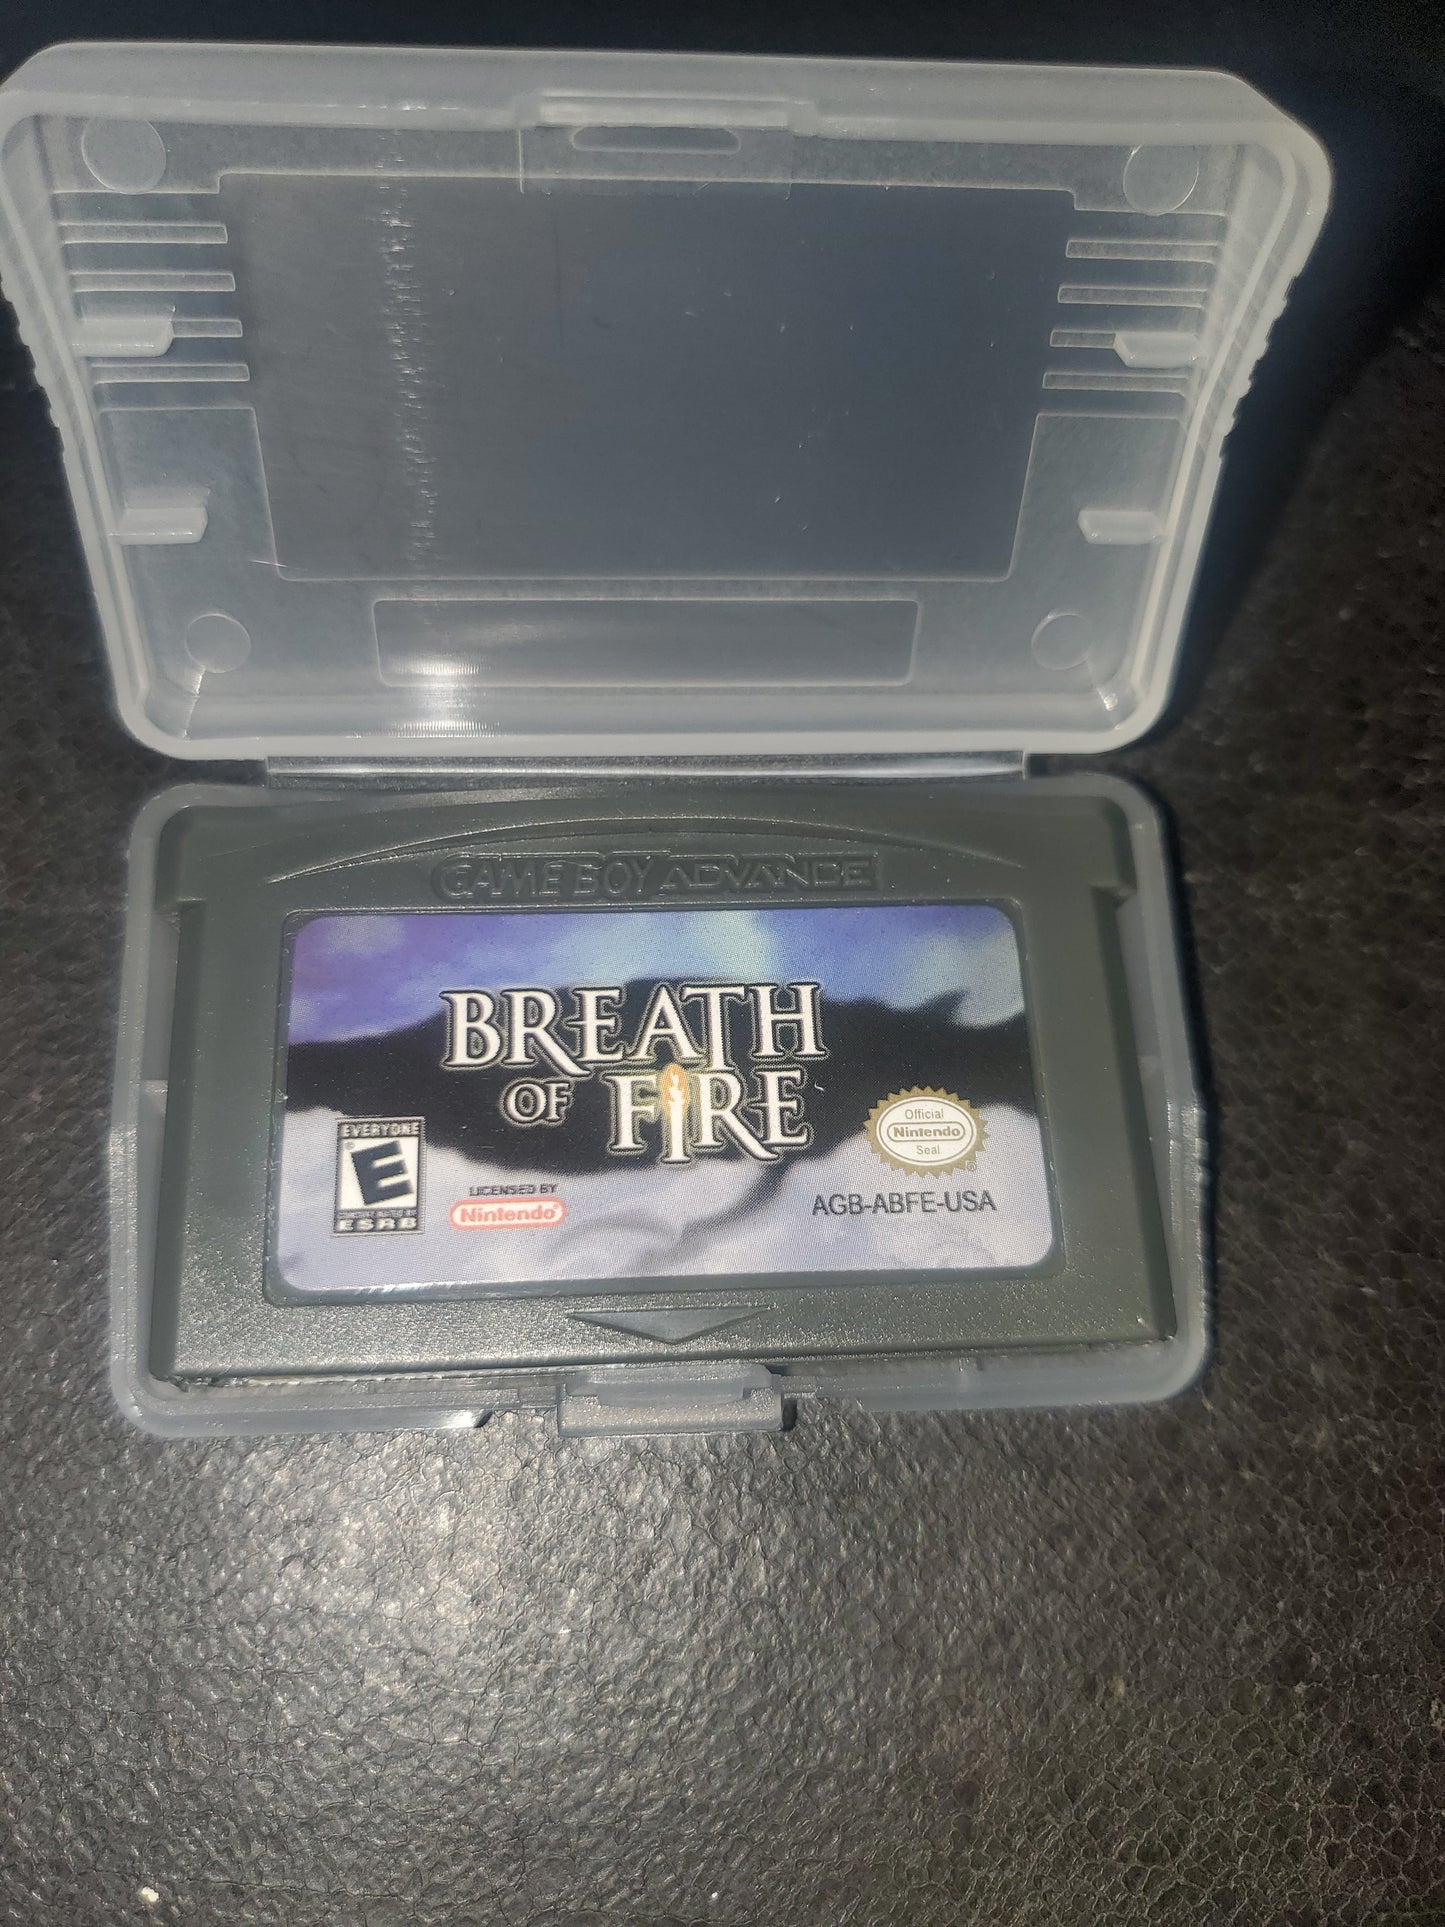 GAME BOY ADVANCE
BREATH
OF FIRE
EVERYONE
E
ESRB
LICENSED BY
Nintendo®
Official
Nintendo
Seal
®
AGB-ABFE-USA